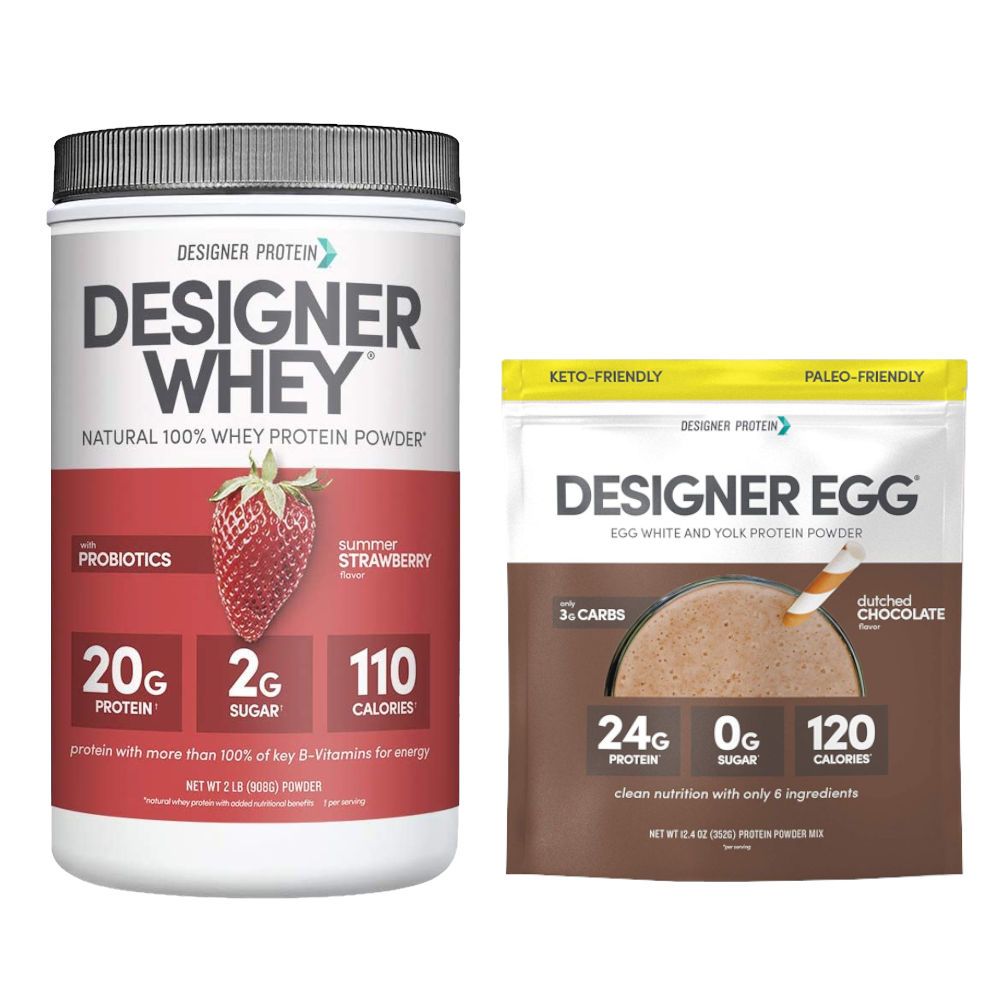 DESIGNER PROTEIN
DESIGNER
WHEY®
NATURAL 100% WHEY PROTEIN POWDER*
with
PROBIOTICS
summer
STRAWBERRY
flavor
20G
PROTEIN†
2G
SUGAR†
110
CALORIES†
protein with more than 100% of key B-Vitamins for energy
NET WT 2 LB (908G) POWDER
*natural whey protein with added nutritional benefits † per serving
KETO-FRIENDLY PALEO-FRIENDLY
DESIGNER PROTEIN
DESIGNER EGG®
EGG WHITE AND YOLK PROTEIN POWDER
only
3G CARBS
dutched
CHOCOLATE
flavor
24G
PROTEIN*
0G
SUGAR*
120
CALORIES*
clean nutrition with only 6 ingredients
NET WT 12.4 OZ (352G) PROTEIN POWDER MIX
*per serving